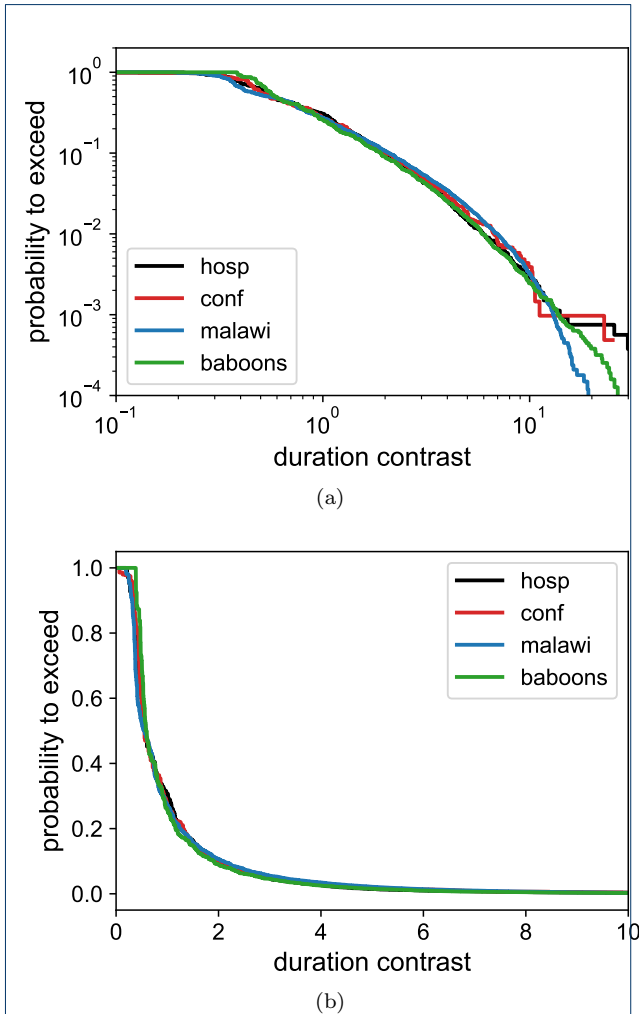 10^0
10^-1
10^-2
10^-3
10^-4
probability to exceed
hosp
conf
malawi
baboons
10^-1 10^0 10^1
duration contrast
(a)
1.0
0.8
0.6
0.4
0.2
0.0
probability to exceed
hosp
conf
malawi
baboons
0 2 4 6 8 10
duration contrast
(b)